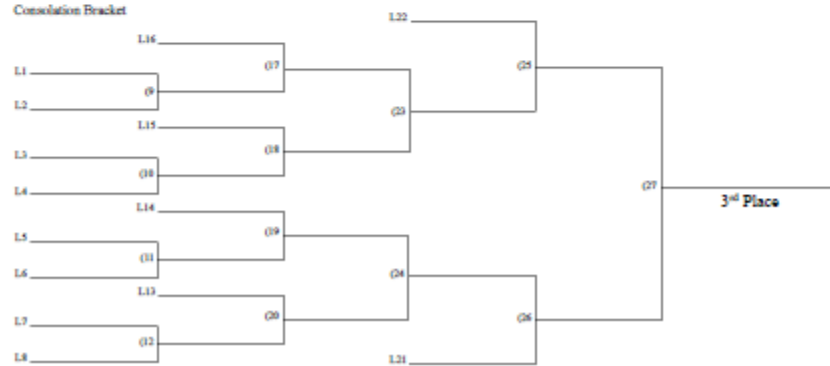 Consolation Bracket
L22
L16
(17
(25
L1
(9
L2
(23
L15
L3
(18
(10
L4
(27
3rd Place
L14
(19
L5
(11
L6
(24
L13
L7
(20
(26
(12
L8
L21